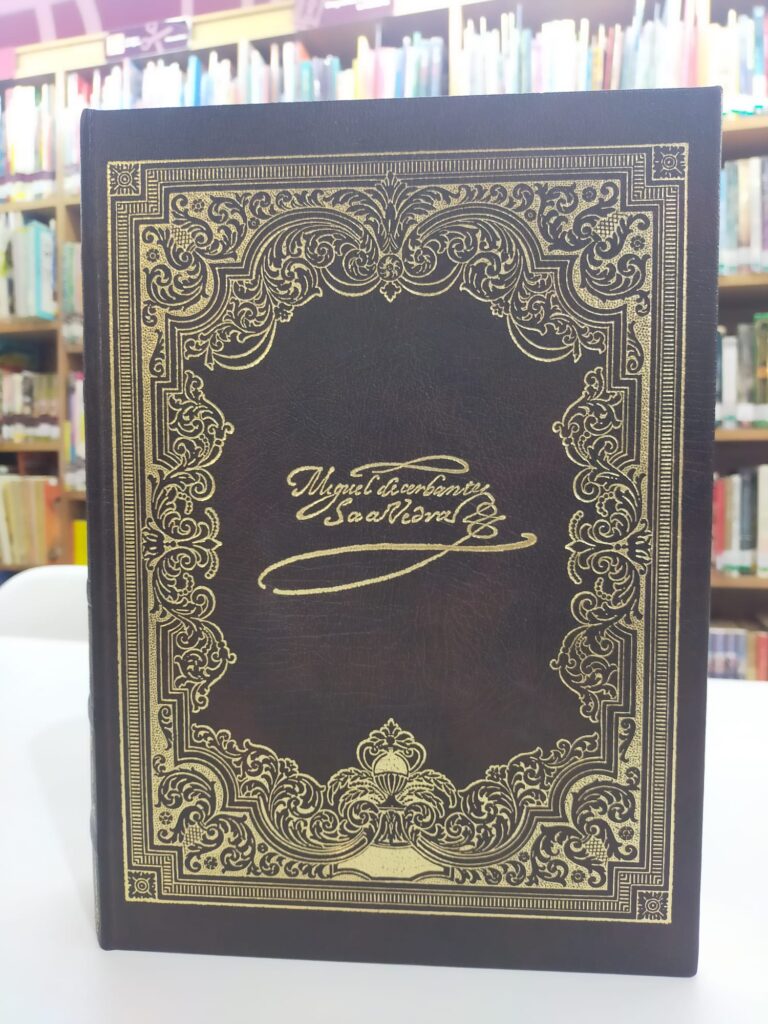 Miguel de cerbantes
Saavedra